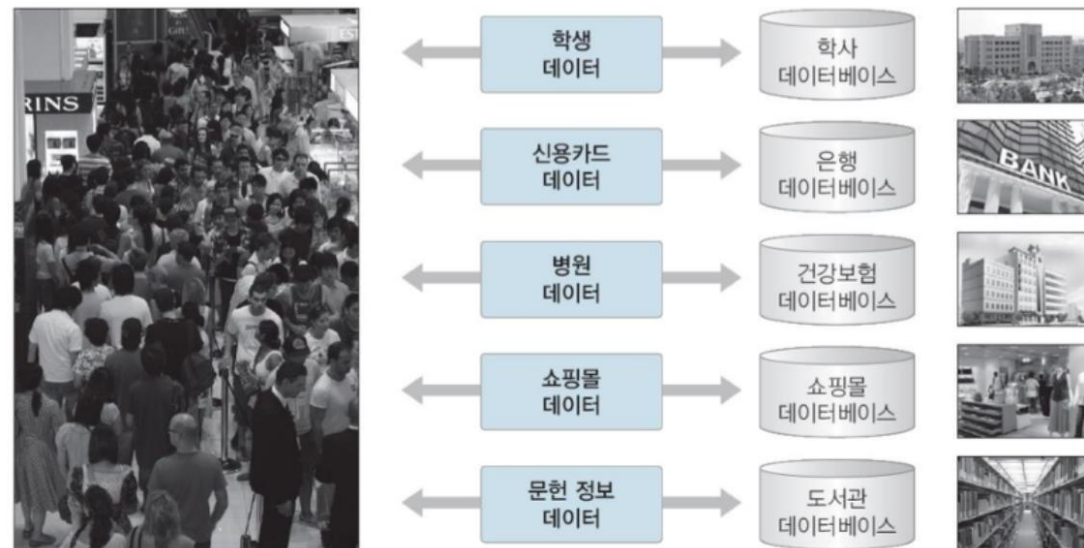 RINS
학생
데이터
학사
데이터베이스
신용카드
데이터
은행
데이터베이스
BANK
병원
데이터
건강보험
데이터베이스
쇼핑몰
데이터
쇼핑몰
데이터베이스
문헌 정보
데이터
도서관
데이터베이스